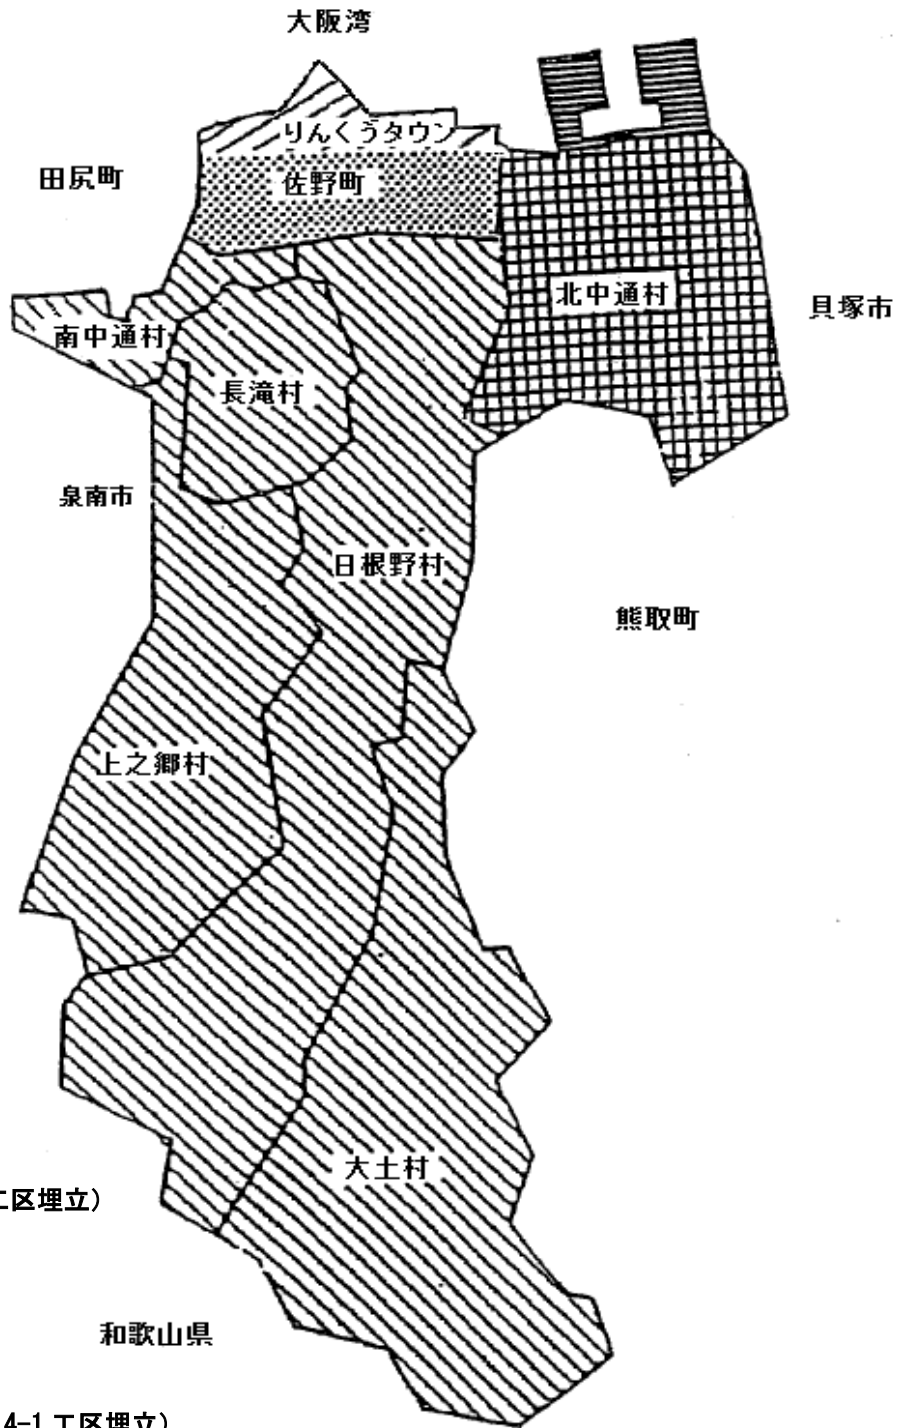 大阪湾
りんくうタウン
田尻町
佐野町
北中通村
貝塚市
南中通村
長滝村
泉南市
日根野村
熊取町
上之郷村
大土村
工区埋立)
和歌山県
4-1 工区埋立)